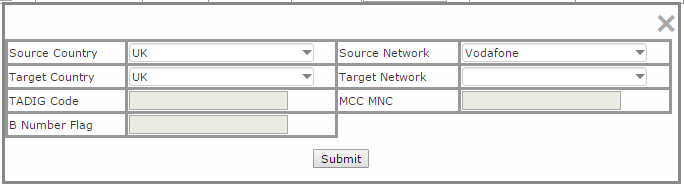 Source Country UK Source Network Vodafone
Target Country UK Target Network
TADIG Code MCC MNC
B Number Flag
Submit